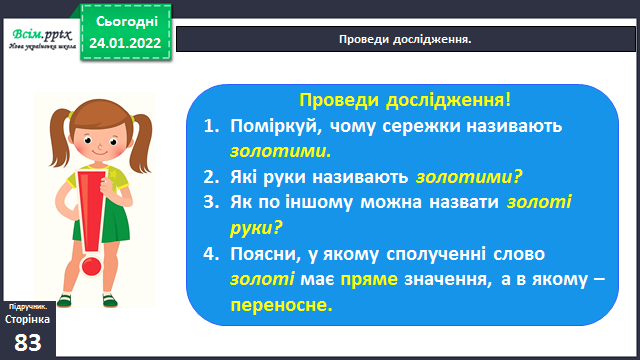 Всім.pptx
Нова українська школа
Сьогодні
24.01.2022
Проведи дослідження.
Проведи дослідження!
1. Поміркуй, чому сережки називають
золотими.
2. Які руки називають золотими?
3. Як по іншому можна назвати золоті
руки?
4. Поясни, у якому сполученні слово
золоті має пряме значення, а в якому –
переносне.
Підручник.
Сторінка
83